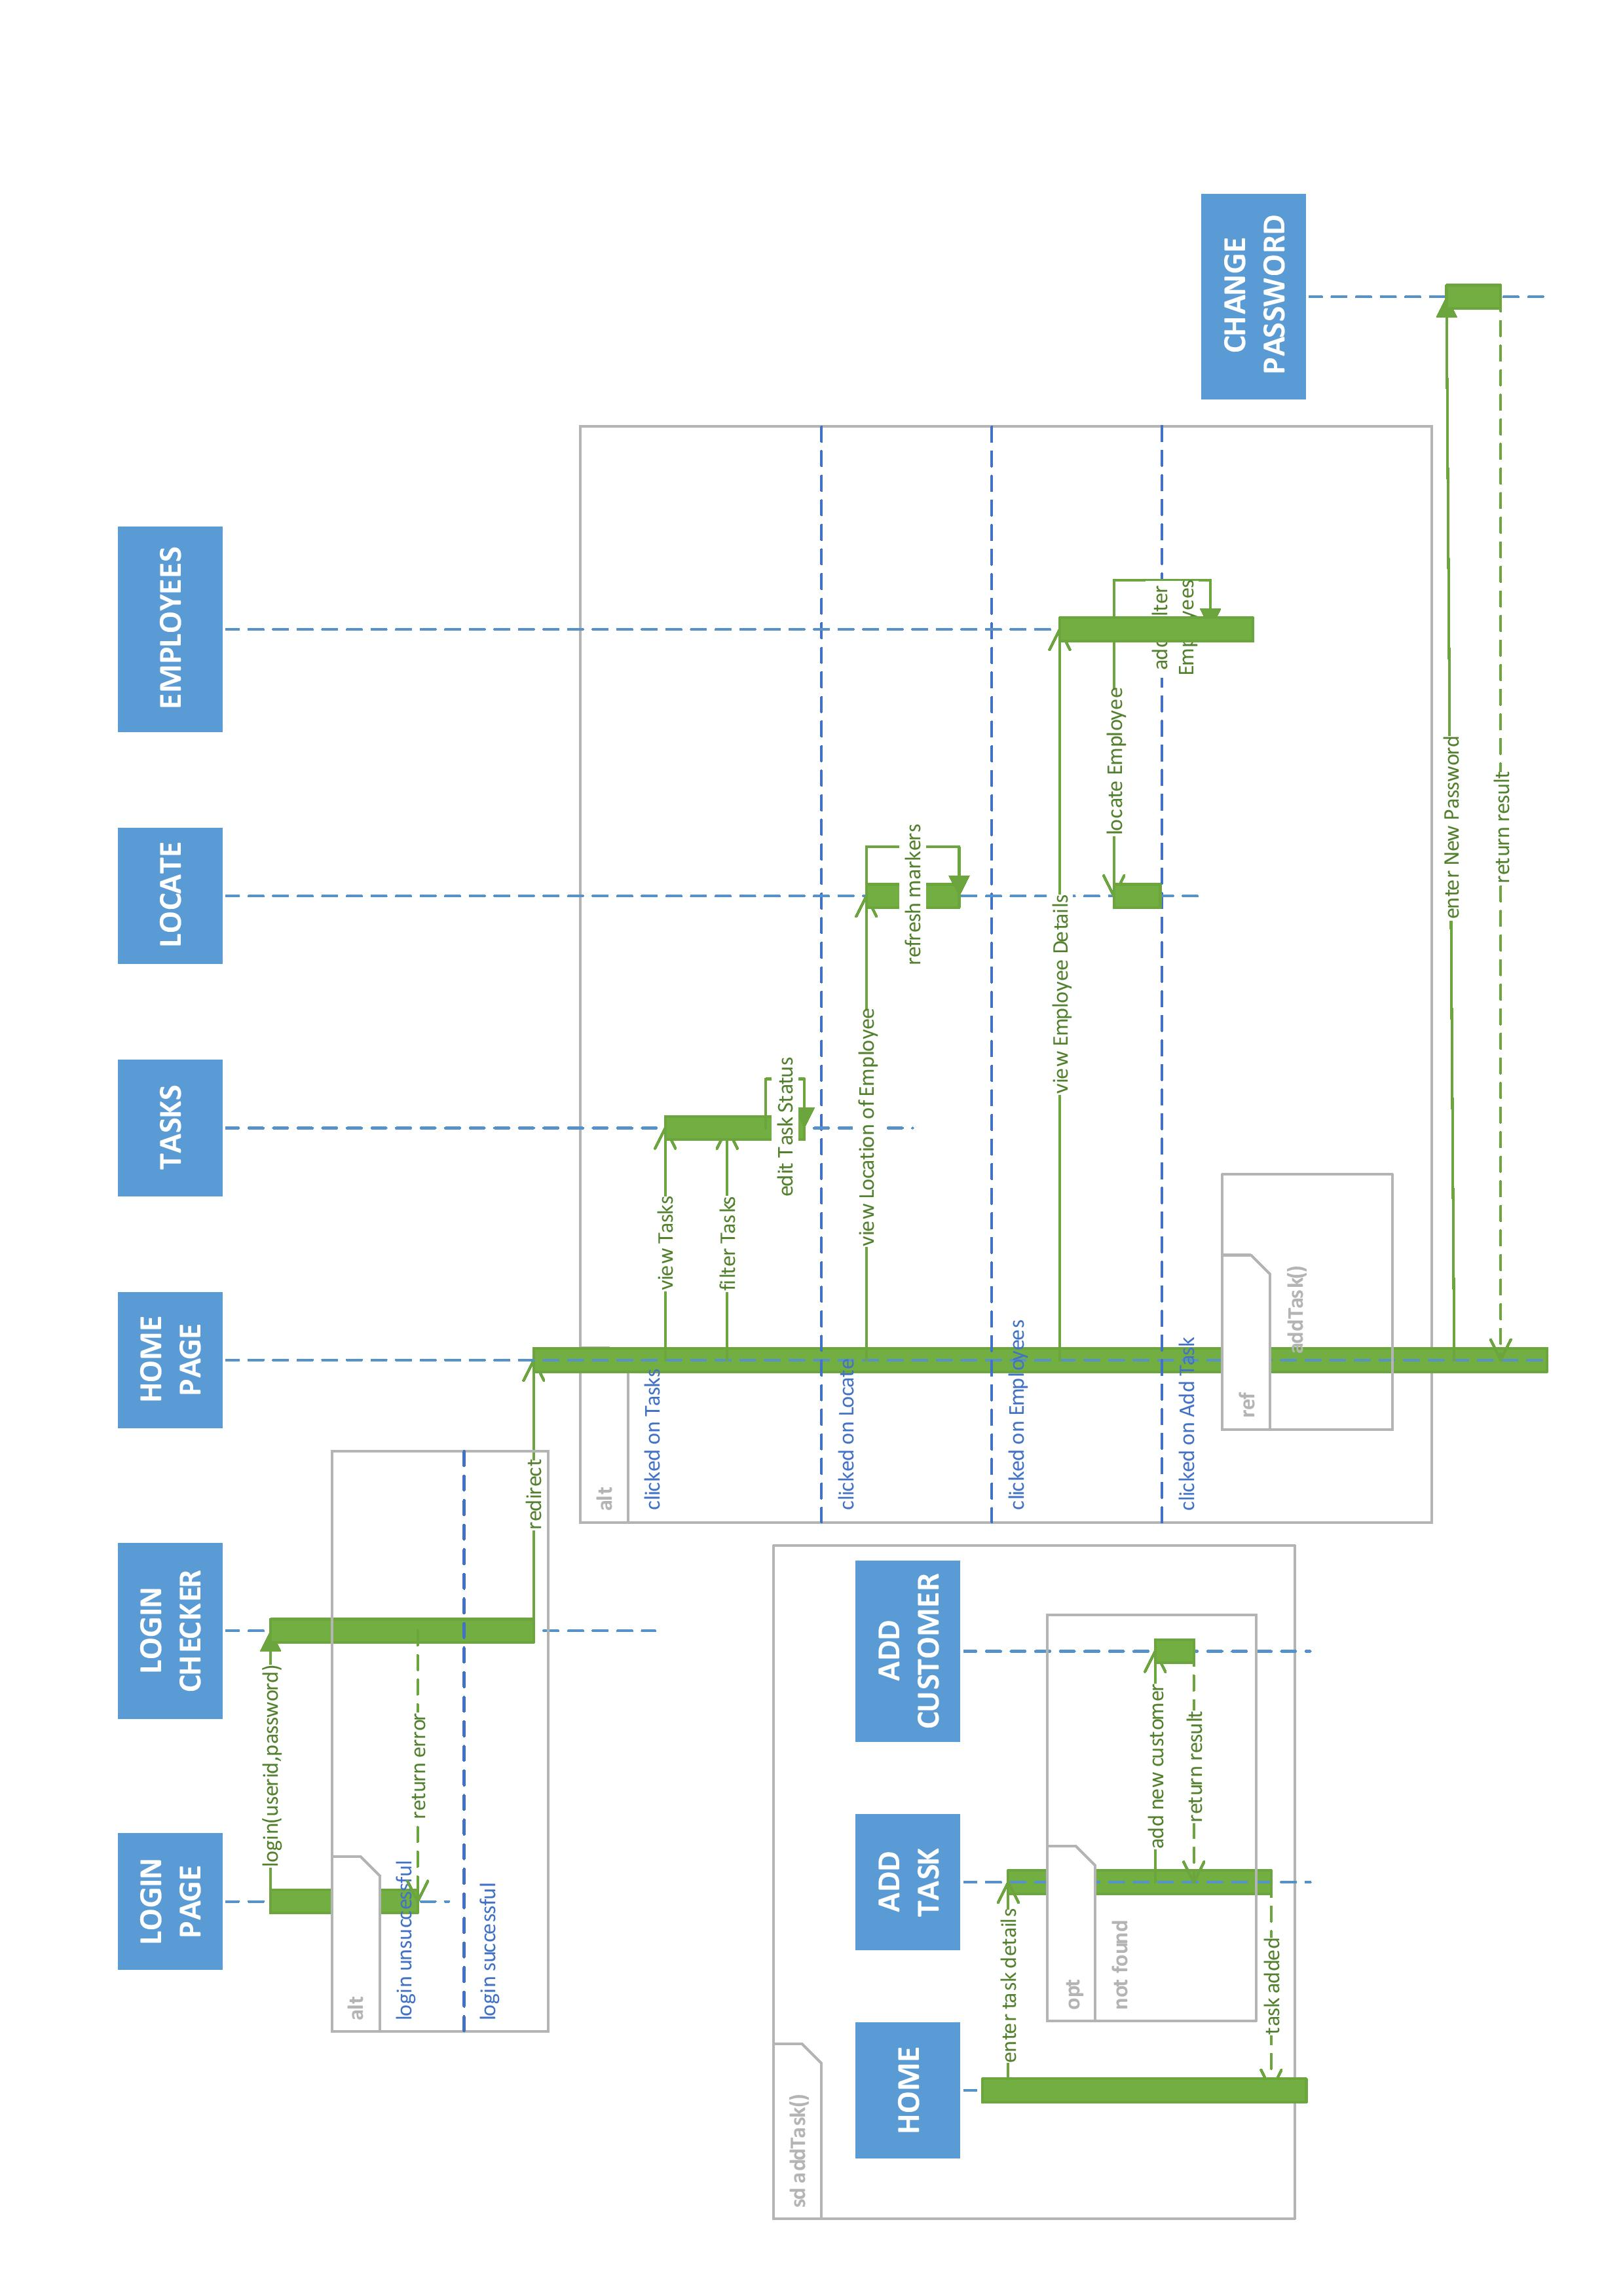 LOGIN
PAGE
LOGIN
CHECKER
HOME
PAGE
TASKS
LOCATE
EMPLOYEES
CHANGE
PASSWORD
login(userid,password)
alt
login unsuccessful
return error
login successful
redirect
alt
clicked on Tasks
view Tasks
filter Tasks
edit Task Status
clicked on Locate
view Location of Employee
refresh markers
clicked on Employees
view Employee Details
locate Employee
clicked on Add Task
ref
addTask()
enter New Password
return result
sd addTask()
HOME
ADD
TASK
ADD
CUSTOMER
enter task details
opt
not found
add new customer
return result
task added